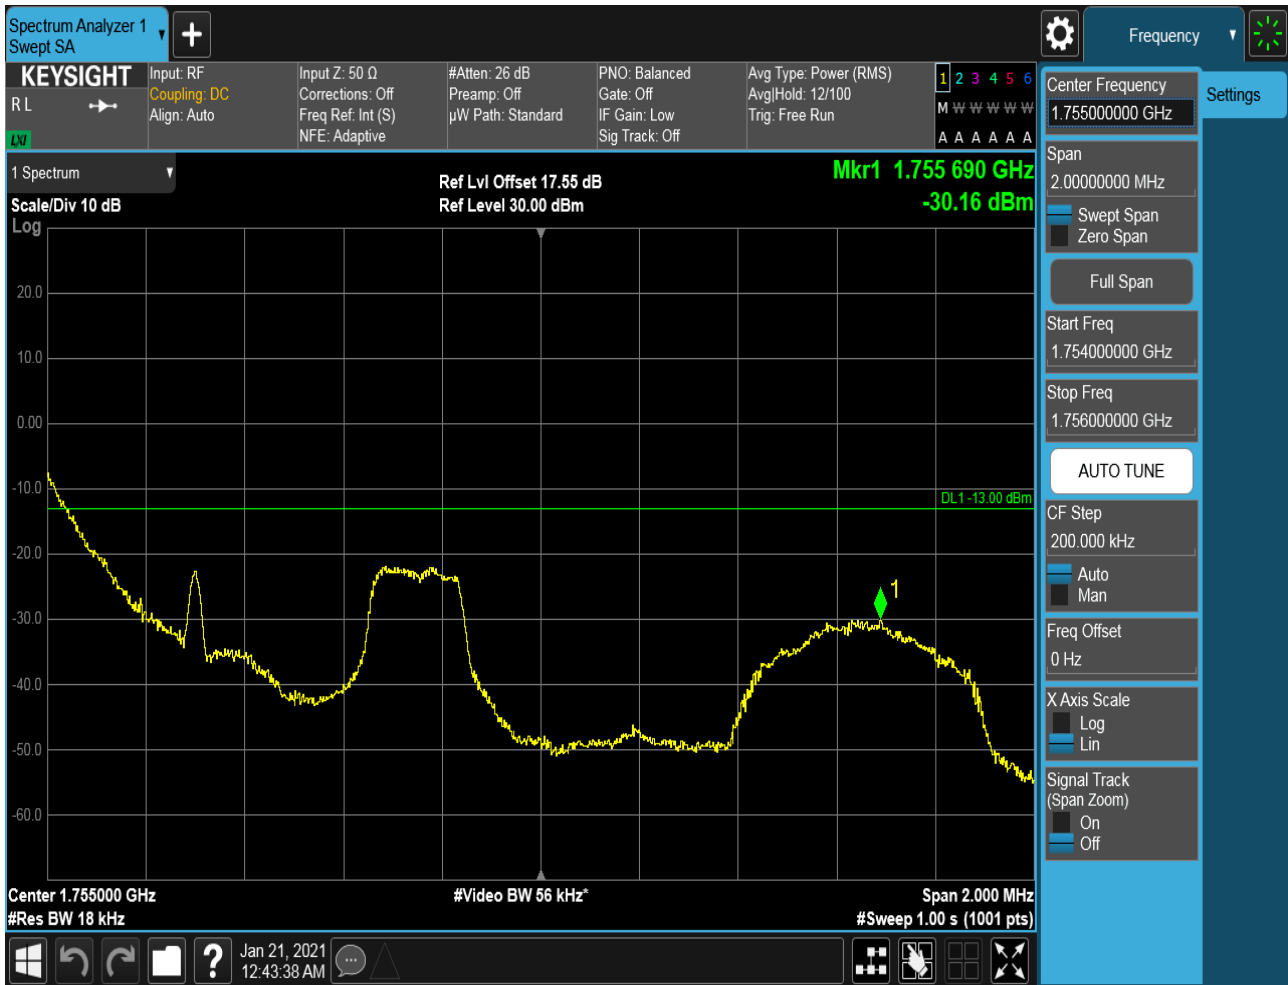 Spectrum Analyzer 1
Swept SA
+
Frequency
KEYSIGHT
R L
LXI
Input: RF
Coupling: DC
Align: Auto
Input Z: 50 Ω
Corrections: Off
Freq Ref: Int (S)
NFE: Adaptive
#Atten: 26 dB
Preamp: Off
µW Path: Standard
PNO: Balanced
Gate: Off
IF Gain: Low
Sig Track: Off
Avg Type: Power (RMS)
Avg|Hold: 12/100
Trig: Free Run
1 2 3 4 5 6
M W W W W W
A A A A A A
1 Spectrum
Scale/Div 10 dB
Log
Ref Lvl Offset 17.55 dB
Ref Level 30.00 dBm
Mkr1 1.755 690 GHz
-30.16 dBm
20.0
10.0
0.00
-10.0
DL1 -13.00 dBm
-20.0
1
-30.0
-40.0
-50.0
-60.0
Center 1.755000 GHz
#Res BW 18 kHz
#Video BW 56 kHz*
Span 2.000 MHz
#Sweep 1.00 s (1001 pts)
?
Jan 21, 2021
12:43:38 AM
Center Frequency
1.755000000 GHz
Settings
Span
2.00000000 MHz
Swept Span
Zero Span
Full Span
Start Freq
1.754000000 GHz
Stop Freq
1.756000000 GHz
AUTO TUNE
CF Step
200.000 kHz
Auto
Man
Freq Offset
0 Hz
X Axis Scale
Log
Lin
Signal Track
(Span Zoom)
On
Off